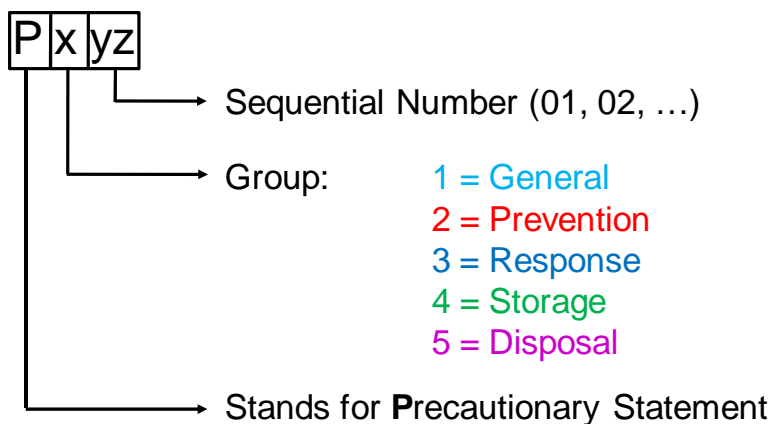 P x yz
Sequential Number (01, 02, …)
Group: 1 = General
2 = Prevention
3 = Response
4 = Storage
5 = Disposal
Stands for Precautionary Statement